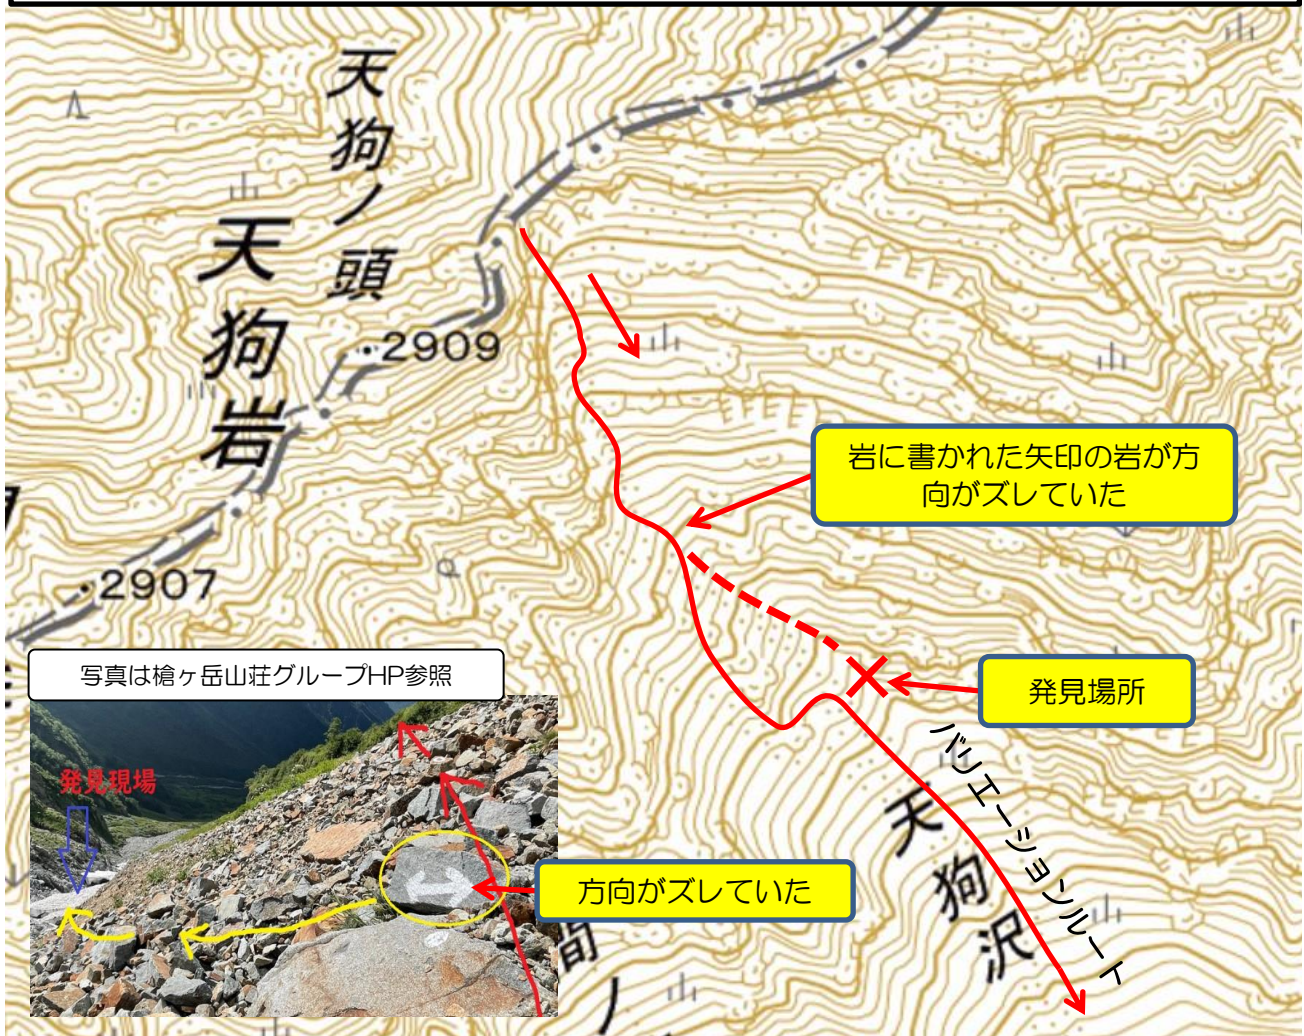 天狗ノ頭
天狗岩
2909
2907
岩に書かれた矢印の岩が方
向がズレていた
発見場所
写真は槍ヶ岳山荘グループHP参照
発見現場
方向がズレていた
バリエーションルート
天狗沢
間ノ